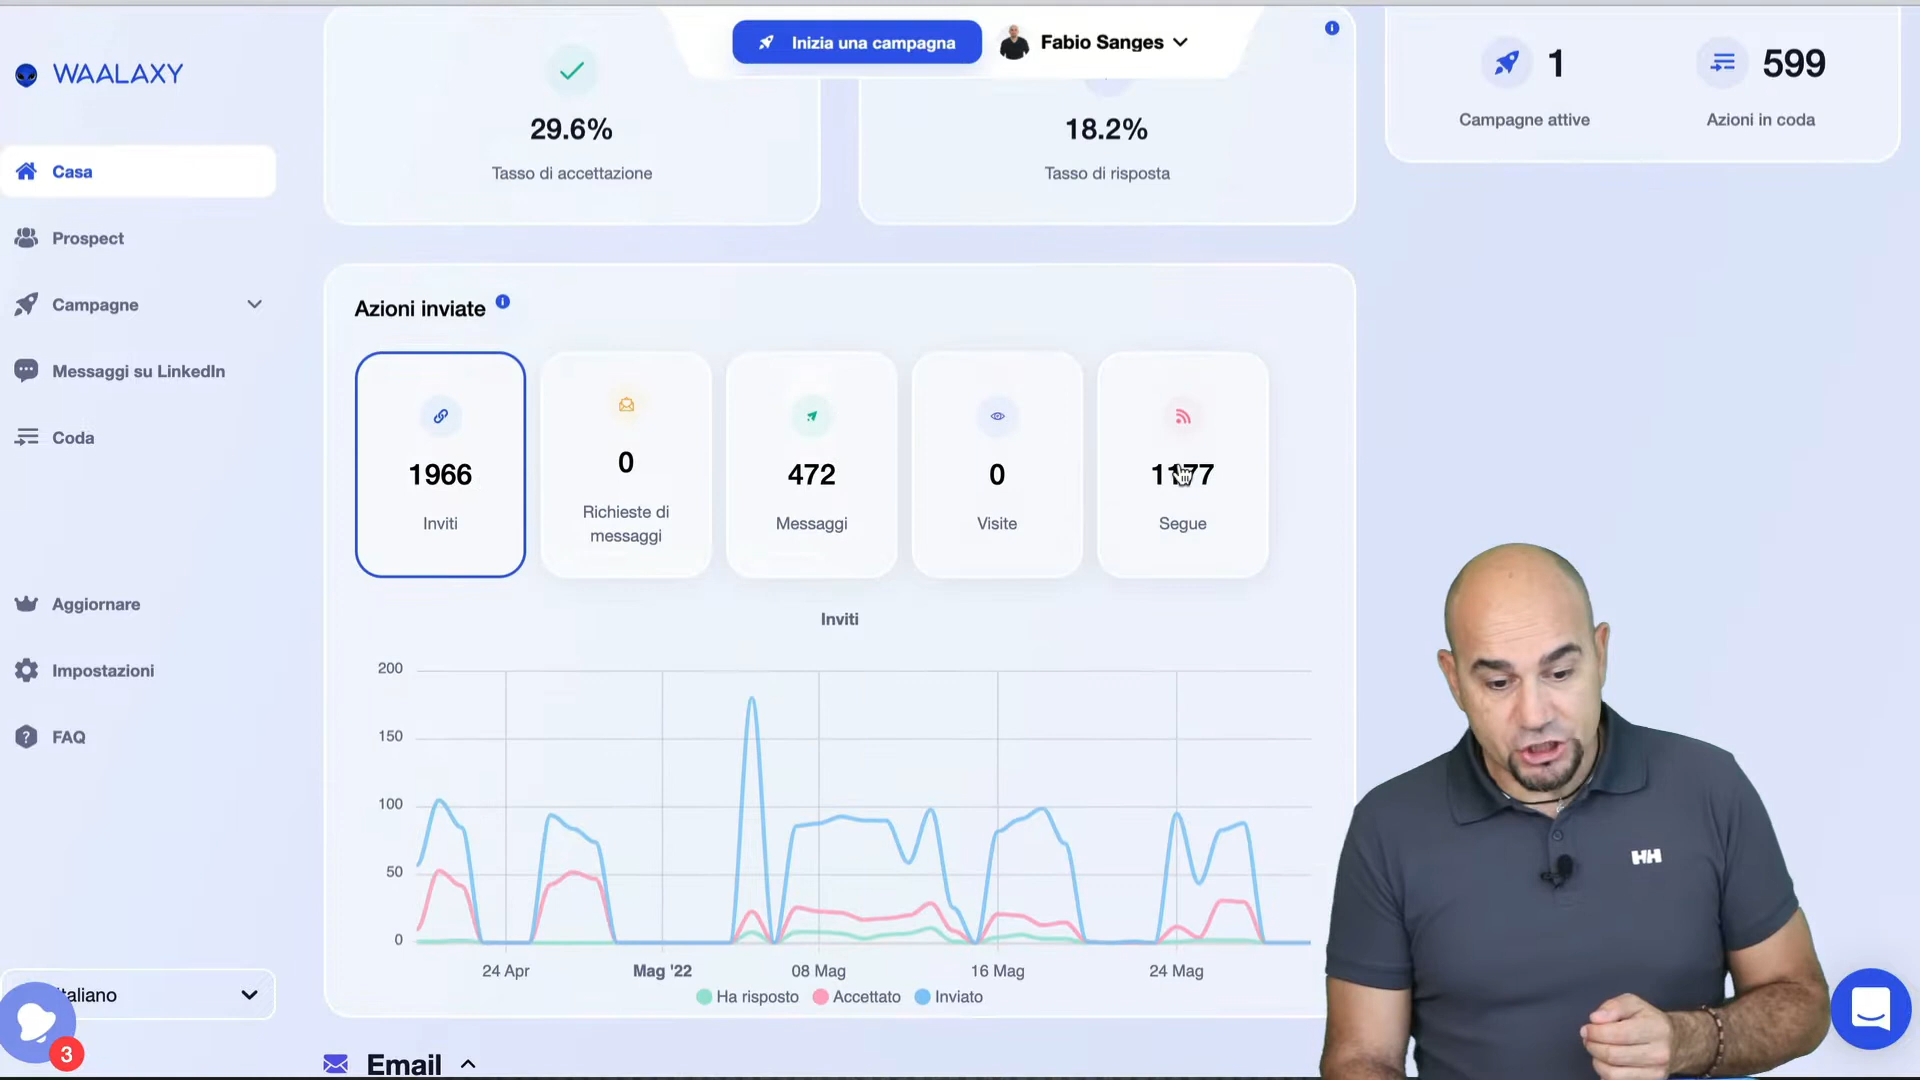 WAALAXY
Inizia una campagna
Fabio Sanges
Casa
Prospect
Campagne
Messaggi su LinkedIn
Coda
Aggiornare
Impostazioni
FAQ
taliano
3
29.6%
Tasso di accettazione
18.2%
Tasso di risposta
1
Campagne attive
599
Azioni in coda
Azioni inviate
1966
Inviti
0
Richieste di
messaggi
472
Messaggi
0
Visite
1177
Segue
Inviti
200
150
100
50
0
24 Apr
Mag '22
08 Mag
16 Mag
24 Mag
Ha risposto
Accettato
Inviato
Email
HH